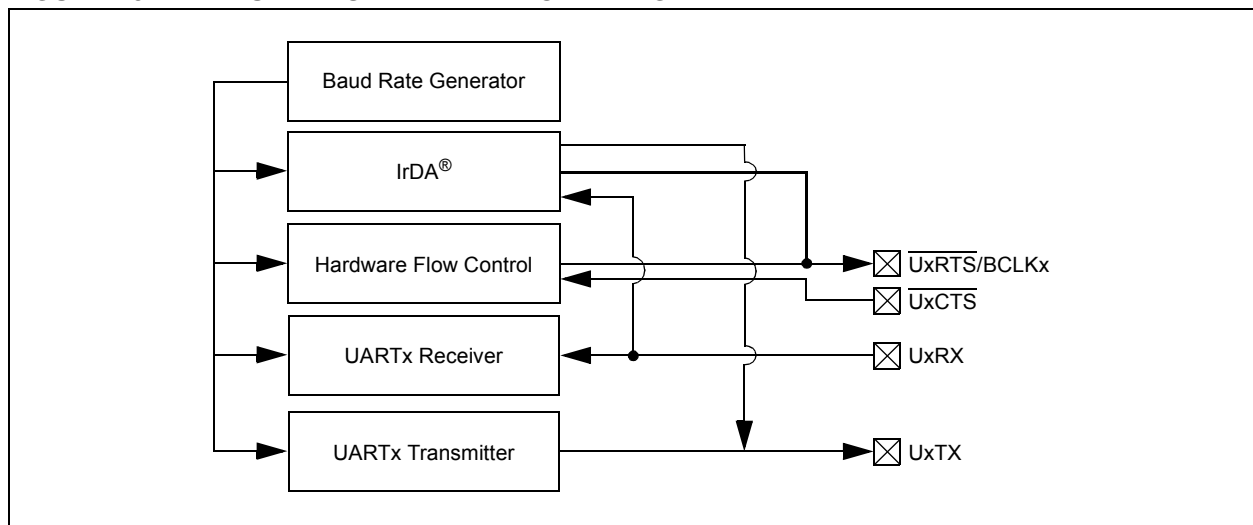 Baud Rate Generator
IrDA®
Hardware Flow Control
UxRTS/BCLKx
UxCTS
UARTx Receiver
UxRX
UARTx Transmitter
UxTX